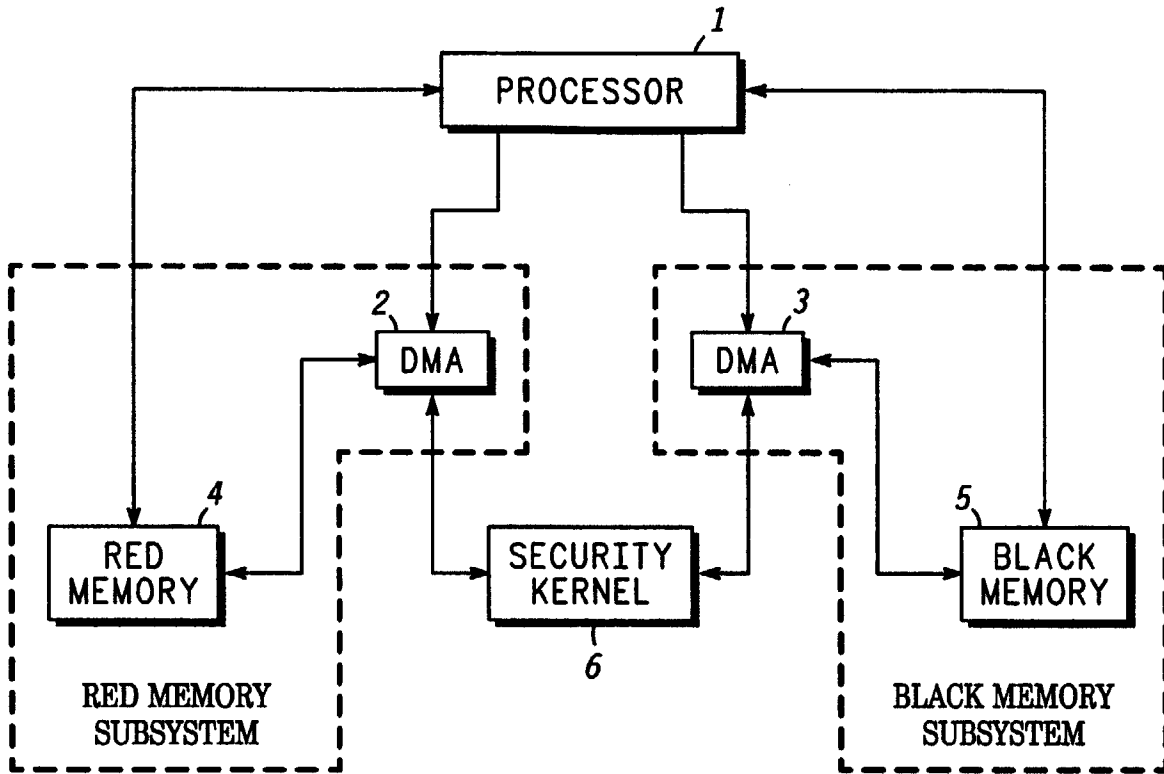 1
PROCESSOR
2
DMA
3
DMA
4
RED
MEMORY
SECURITY
KERNEL
6
5
BLACK
MEMORY
RED MEMORY
SUBSYSTEM
BLACK MEMORY
SUBSYSTEM